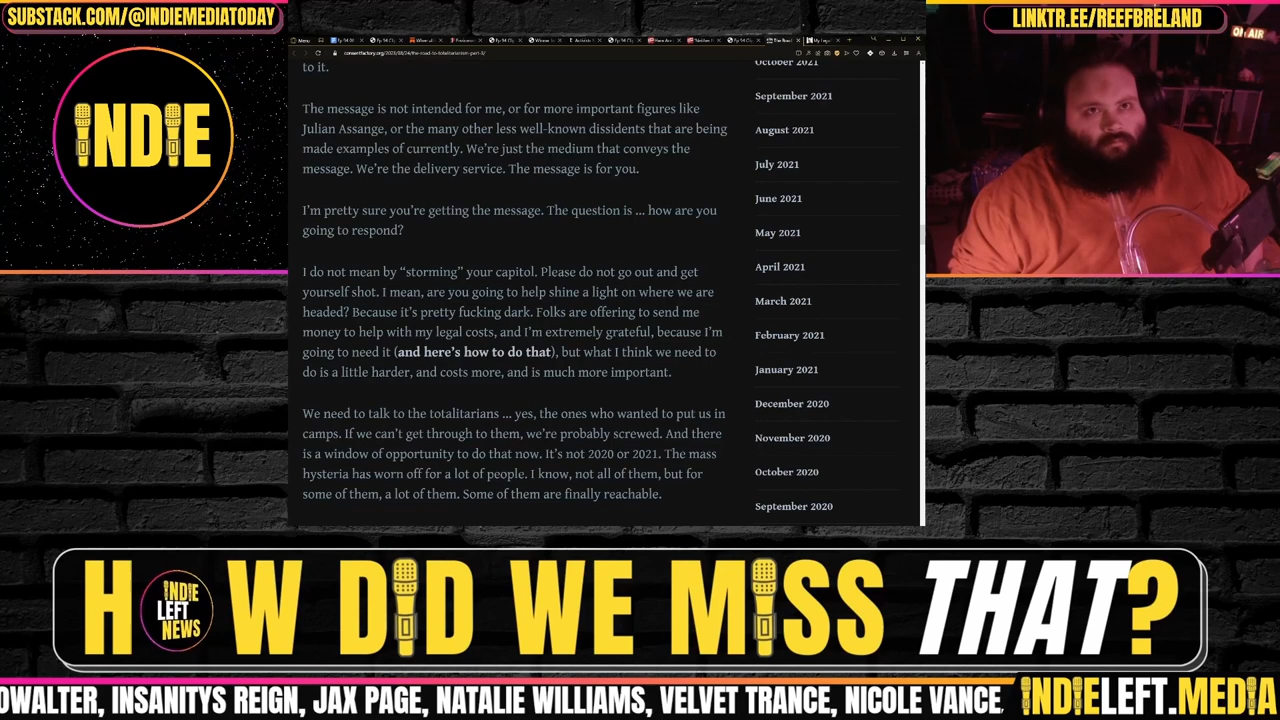 SUBSTACK.COM/@INDIEMEDIATODAY
LINKTR.EE/REEFBRELAND
ON AIR
INDIE
consentfactory.org/2023/08/24/the-road-to-totalitarianism-part-3/
to it.
The message is not intended for me, or for more important figures like
Julian Assange, or the many other less well-known dissidents that are being
made examples of currently. We're just the medium that conveys the
message. We're the delivery service. The message is for you.
I'm pretty sure you're getting the message. The question is … how are you
going to respond?
I do not mean by “storming” your capitol. Please do not go out and get
yourself shot. I mean, are you going to help shine a light on where we are
headed? Because it's pretty fucking dark. Folks are offering to send me
money to help with my legal costs, and I'm extremely grateful, because I'm
going to need it (and here's how to do that), but what I think we need to
do is a little harder, and costs more, and is much more important.
We need to talk to the totalitarians … yes, the ones who wanted to put us in
camps. If we can't get through to them, we're probably screwed. And there
is a window of opportunity to do that now. It's not 2020 or 2021. The mass
hysteria has worn off for a lot of people. I know, not all of them, but for
some of them, a lot of them. Some of them are finally reachable.
October 2021
September 2021
August 2021
July 2021
June 2021
May 2021
April 2021
March 2021
February 2021
January 2021
December 2020
November 2020
October 2020
September 2020
HOW DID WE MISS THAT?
INDIE
LEFT
NEWS
OWALTER, INSANITYS REIGN, JAX PAGE, NATALIE WILLIAMS, VELVET TRANCE, NICOLE VANCE
INDIELEFT.MEDIA